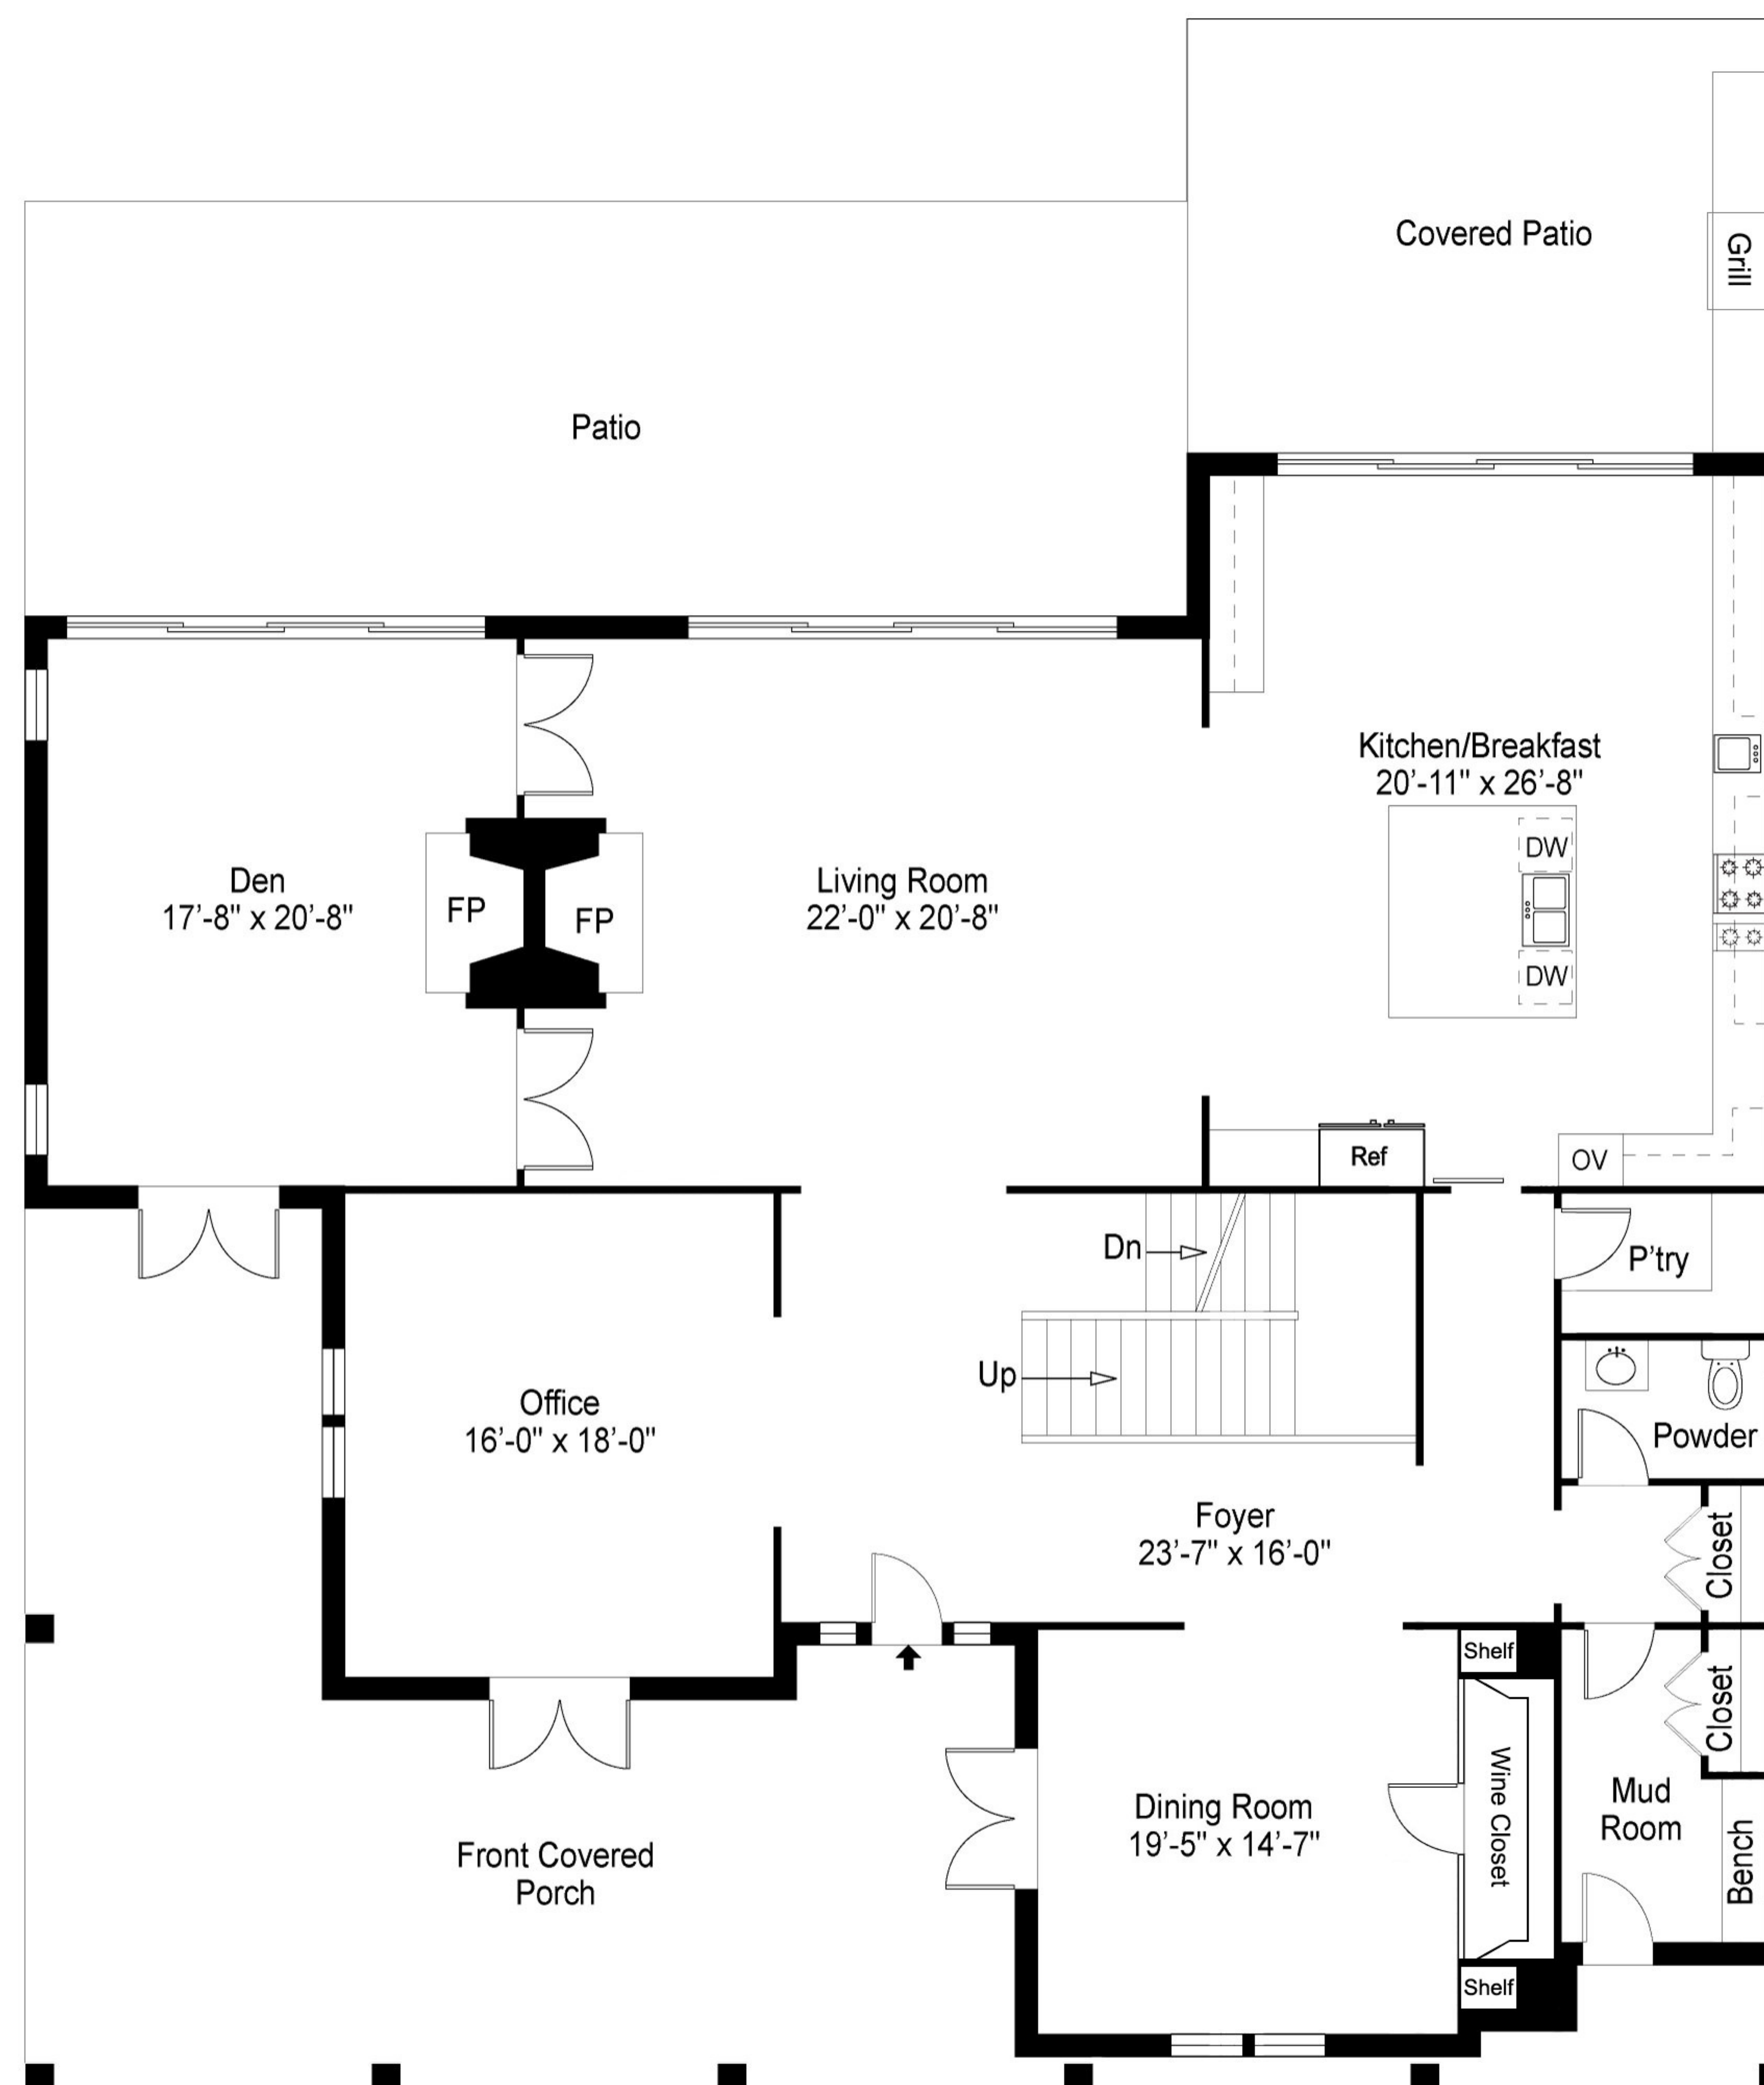 Covered Patio
Grill
Patio
Kitchen/Breakfast
20’-11" x 26’-8"
DW
DW
Den
17’-8" x 20’-8"
FP
FP
Living Room
22’-0" x 20’-8"
Ref
OV
Dn
Up
P’try
Office
16’-0" x 18’-0"
Powder
Foyer
23’-7" x 16’-0"
Closet
Shelf
Closet
Wine Closet
Dining Room
19’-5" x 14’-7"
Mud
Room
Bench
Front Covered
Porch
Shelf